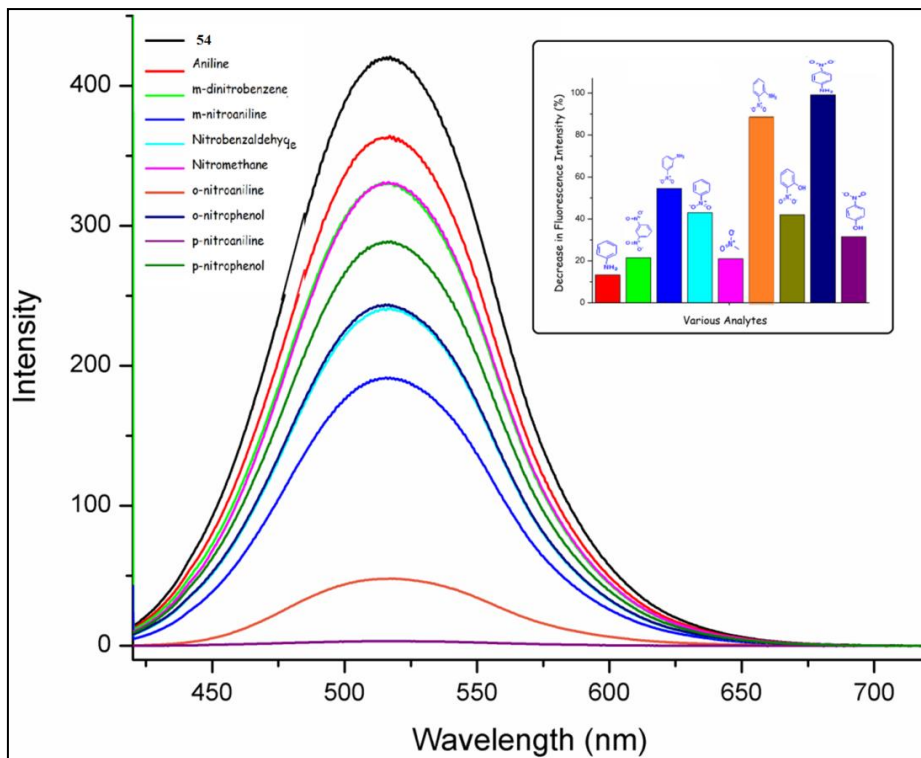 54
Aniline
m-dinitrobenzene
m-nitroaniline
Nitrobenzaldehyde
Nitromethane
o-nitroaniline
o-nitrophenol
p-nitroaniline
p-nitrophenol
Intensity
400
300
200
100
0
450 500 550 600 650 700
Wavelength (nm)
Decrease in Fluorescence Intensity (%)
100
80
60
40
20
0
Various Analytes